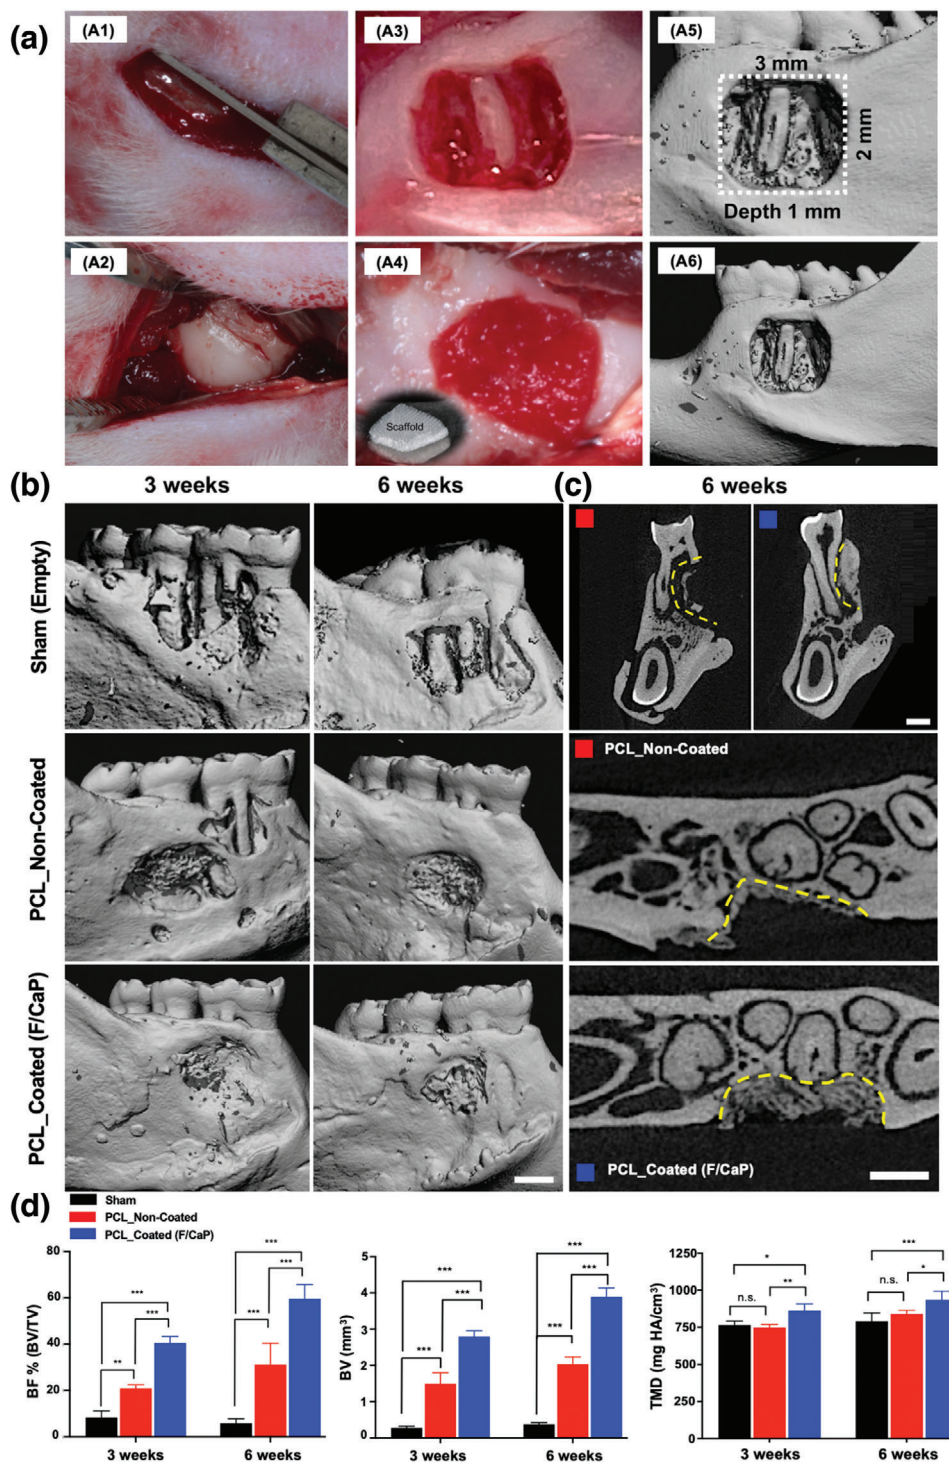 (a)
(A1)
(A3)
(A5)
3 mm
2 mm
Depth 1 mm
(A2)
(A4)
Scaffold
(A6)
(b)
3 weeks
6 weeks
(c)
6 weeks
Sham (Empty)
PCL_Non-Coated
PCL_Coated (F/CaP)
PCL_Non-Coated
PCL_Coated (F/CaP)
(d)
Sham
PCL_Non-Coated
PCL_Coated (F/CaP)
BF % (BV/TV)
80
60
40
20
0
***
***
**
***
***
***
3 weeks
6 weeks
BV (mm³)
5
4
3
2
1
0
***
***
***
***
***
***
3 weeks
6 weeks
TMD (mg HA/cm³)
1250
1000
750
500
250
0
*
**
n.s.
***
*
n.s.
3 weeks
6 weeks